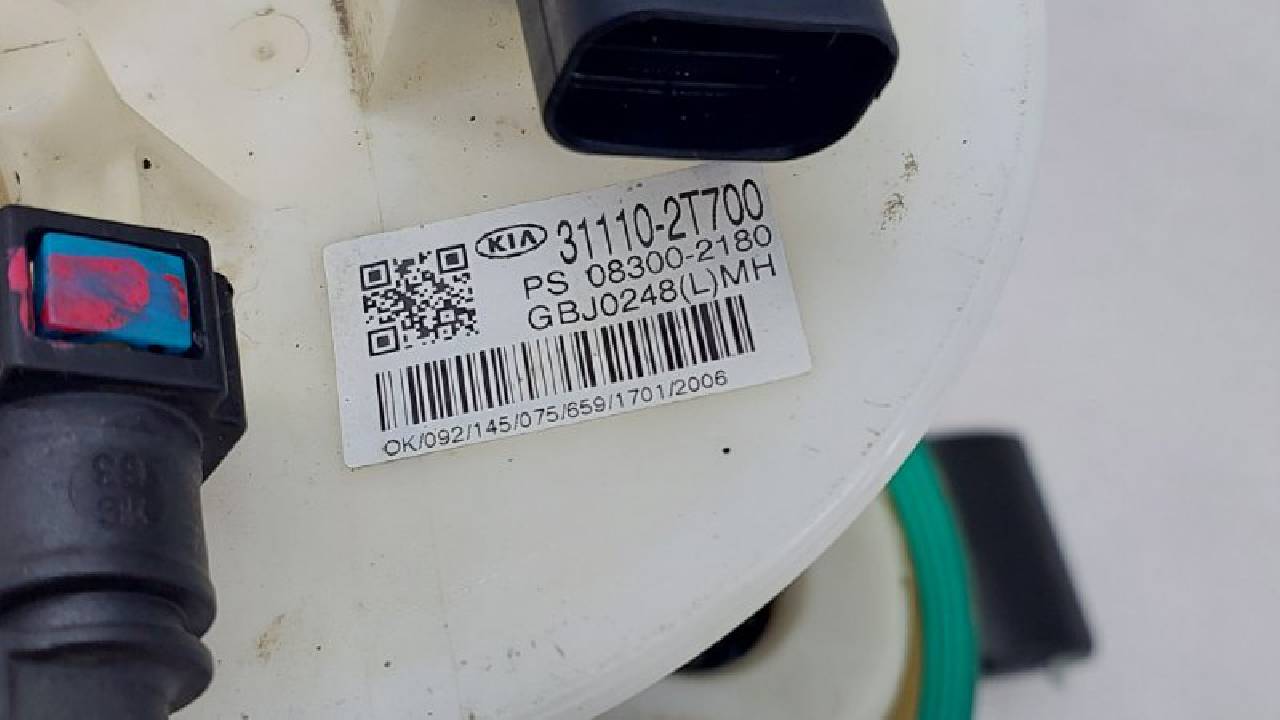 KIA 31110-2T700
PS 08300-2180
GBJ0248(L)MH
OK/092/145/075/659/1701/2006